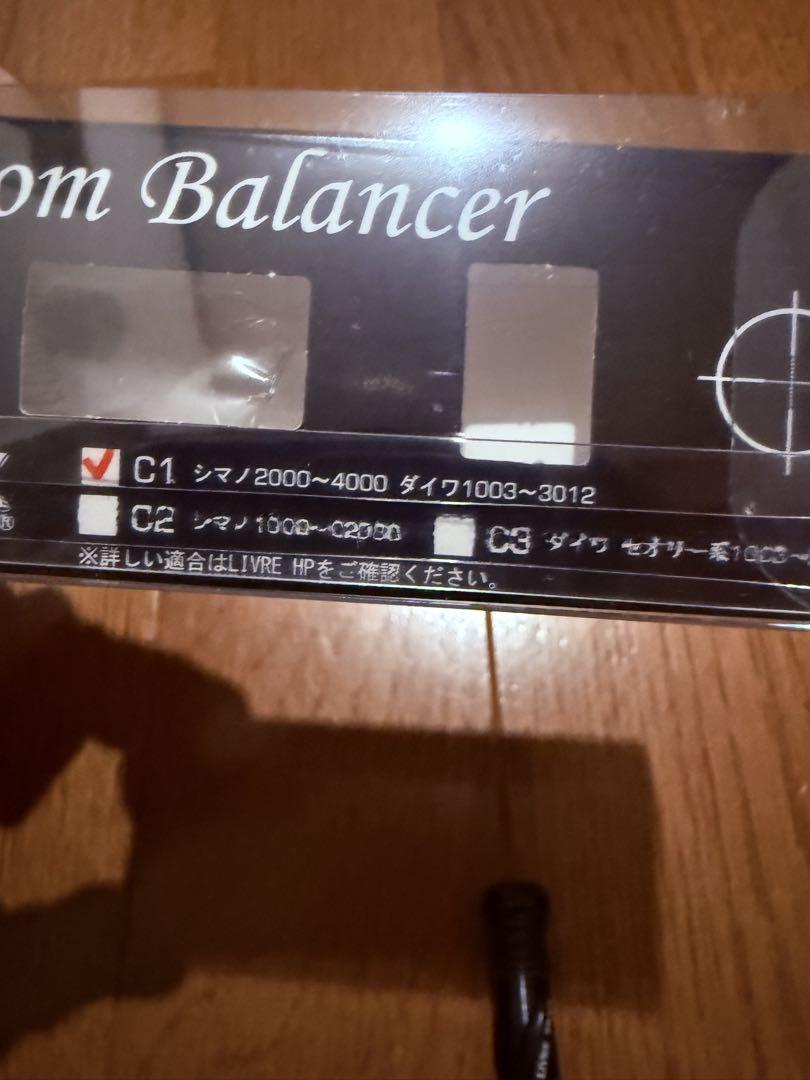 om Balancer
C1 シマノ2000~4000 ダイワ1003~3012
C2 シマノ1000~C2000
C3 ダイワ セオリー系1003~
※詳しい適合はLIVRE HPをご確認ください。